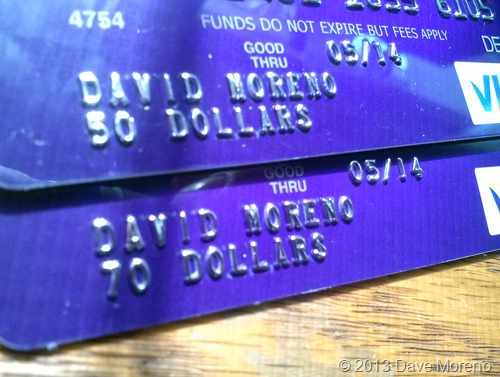 4754
FUNDS DO NOT EXPIRE BUT FEES APPLY
DE
GOOD
THRU
05/14
DAVID MORENO
50 DOLLARS
GOOD
THRU
05/14
DAVID MORENO
70 DOLLARS
© 2013 Dave Moreno